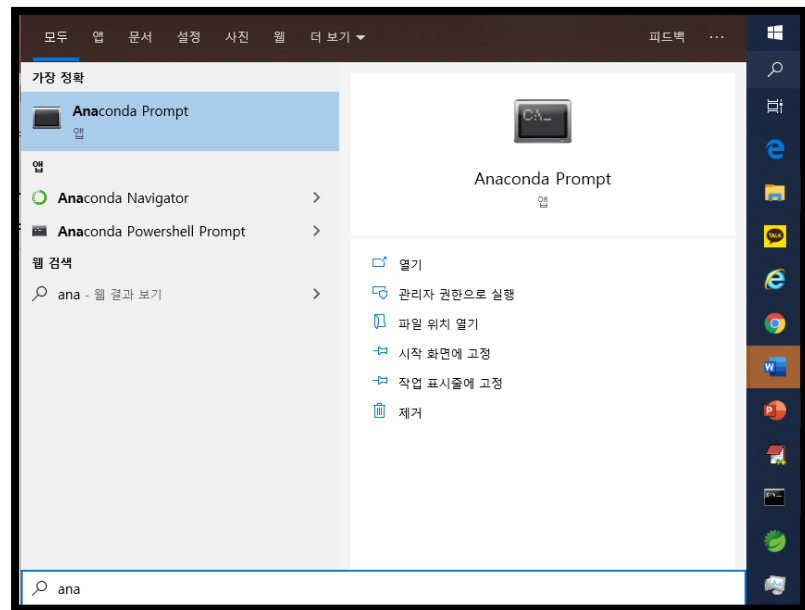 모두 앱 문서 설정 사진 웹 더 보기 피드백 ...
가장 정확
Anaconda Prompt
앱
앱
Anaconda Navigator
Anaconda Powershell Prompt
웹 검색
ana - 웹 결과 보기
C:\_
Anaconda Prompt
앱
열기
관리자 권한으로 실행
파일 위치 열기
시작 화면에 고정
작업 표시줄에 고정
제거
TALK
W
P
ana